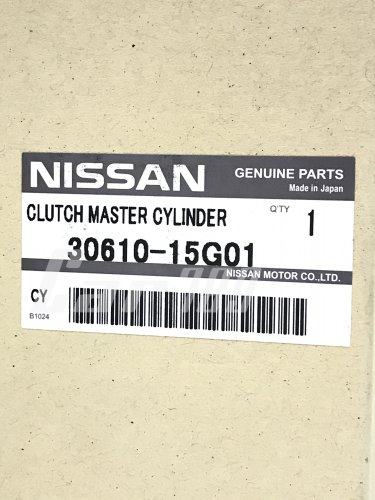 NISSAN
GENUINE PARTS
Made in Japan
CLUTCH MASTER CYLINDER
Q'TY 1
30610-15G01
NISSAN MOTOR CO.,LTD.
CY
B1024